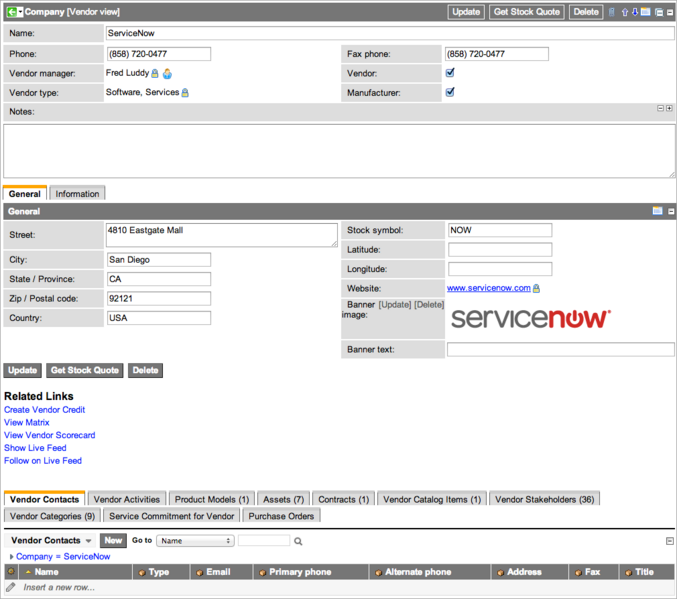 Company [Vendor view] Update Get Stock Quote Delete
Name: ServiceNow
Phone: (858) 720-0477 Fax phone: (858) 720-0477
Vendor manager: Fred Luddy Vendor:
Vendor type: Software, Services Manufacturer:
Notes:
General Information
General
Street: 4810 Eastgate Mall Stock symbol: NOW
Latitude:
City: San Diego Longitude:
State / Province: CA Website: www.servicenow.com
Zip / Postal code: 92121 Banner [Update] [Delete]
image: servicenow
Country: USA
Banner text:
Update Get Stock Quote Delete
Related Links
Create Vendor Credit
View Matrix
View Vendor Scorecard
Show Live Feed
Follow on Live Feed
Vendor Contacts Vendor Activities Product Models (1) Assets (7) Contracts (1) Vendor Catalog Items (1) Vendor Stakeholders (36)
Vendor Categories (9) Service Commitment for Vendor Purchase Orders
Vendor Contacts New Go to Name
Company = ServiceNow
Name Type Email Primary phone Alternate phone Address Fax Title
Insert a new row...